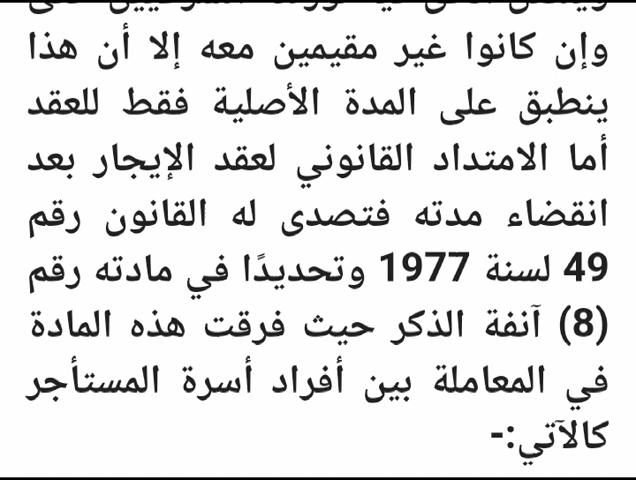 وإن كانوا غير مقيمين معه إلا أن هذا
ينطبق على المدة الأصلية فقط للعقد
أما الامتداد القانوني لعقد الإيجار بعد
انقضاء مدته فتصدى له القانون رقم
49 لسنة 1977 وتحديدًا في مادته رقم
(8) آنفة الذكر حيث فرقت هذه المادة
في المعاملة بين أفراد أسرة المستأجر
كالآتي:-